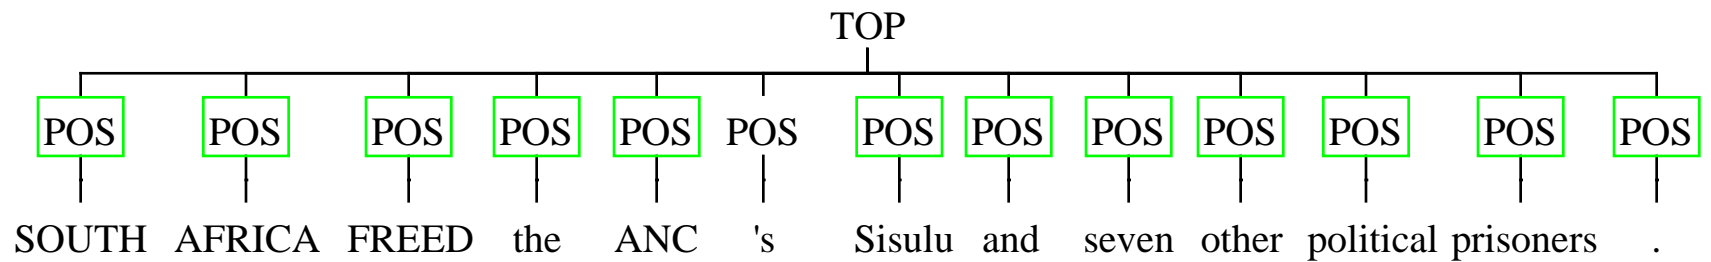 TOP
POS POS POS POS POS POS POS POS POS POS POS POS POS
SOUTH AFRICA FREED the ANC 's Sisulu and seven other political prisoners .